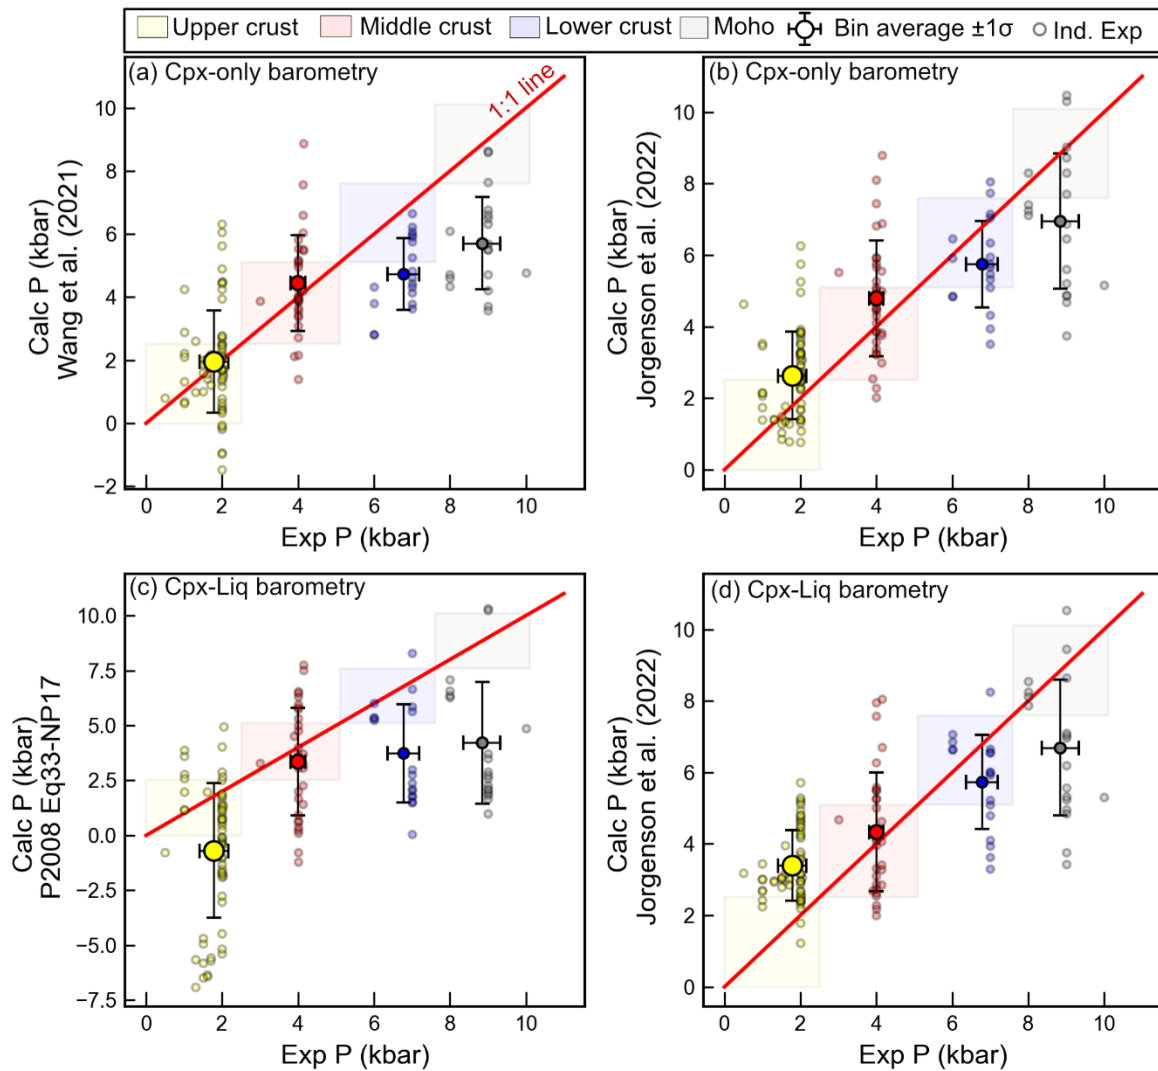 Upper crust Middle crust Lower crust Moho Bin average ±1σ Ind. Exp
(a) Cpx-only barometry
1:1 line
Calc P (kbar)
Wang et al. (2021)
10
8
6
4
2
0
−2
0 2 4 6 8 10
Exp P (kbar)
(b) Cpx-only barometry
Calc P (kbar)
Jorgenson et al. (2022)
10
8
6
4
2
0
0 2 4 6 8 10
Exp P (kbar)
(c) Cpx-Liq barometry
Calc P (kbar)
P2008 Eq33-NP17
10.0
7.5
5.0
2.5
0.0
−2.5
−5.0
−7.5
0 2 4 6 8 10
Exp P (kbar)
(d) Cpx-Liq barometry
Calc P (kbar)
Jorgenson et al. (2022)
10
8
6
4
2
0
0 2 4 6 8 10
Exp P (kbar)